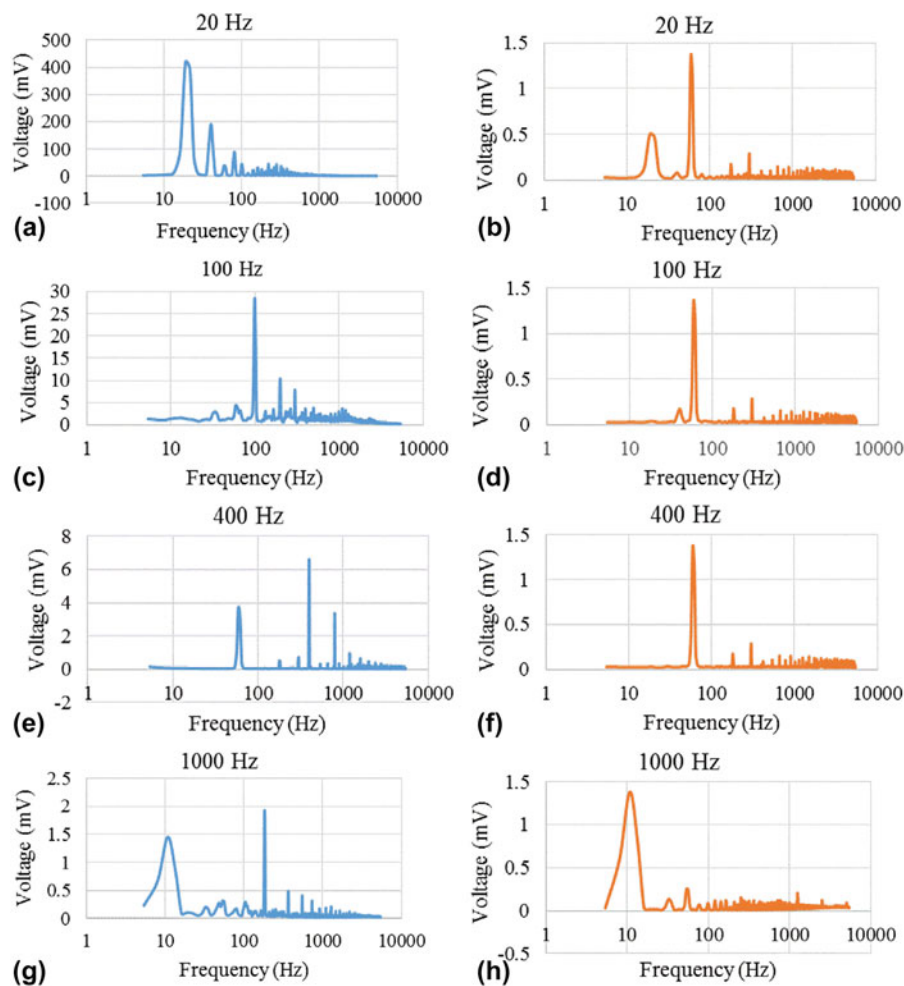 20 Hz
Voltage (mV)
500
400
300
200
100
0
-100
1 10 100 1000 10000
Frequency (Hz)
(a)
20 Hz
Voltage (mV)
1.5
1
0.5
0
1 10 100 1000 10000
Frequency (Hz)
(b)
100 Hz
Voltage (mV)
30
25
20
15
10
5
0
1 10 100 1000 10000
Frequency (Hz)
(c)
100 Hz
Voltage (mV)
1.5
1
0.5
0
1 10 100 1000 10000
Frequency (Hz)
(d)
400 Hz
Voltage (mV)
8
6
4
2
0
-2
1 10 100 1000 10000
Frequency (Hz)
(e)
400 Hz
Voltage (mV)
1.5
1
0.5
0
1 10 100 1000 10000
Frequency (Hz)
(f)
1000 Hz
Voltage (mV)
2.5
2
1.5
1
0.5
0
1 10 100 1000 10000
Frequency (Hz)
(g)
1000 Hz
Voltage (mV)
1.5
1
0.5
0
-0.5
1 10 100 1000 10000
Frequency (Hz)
(h)